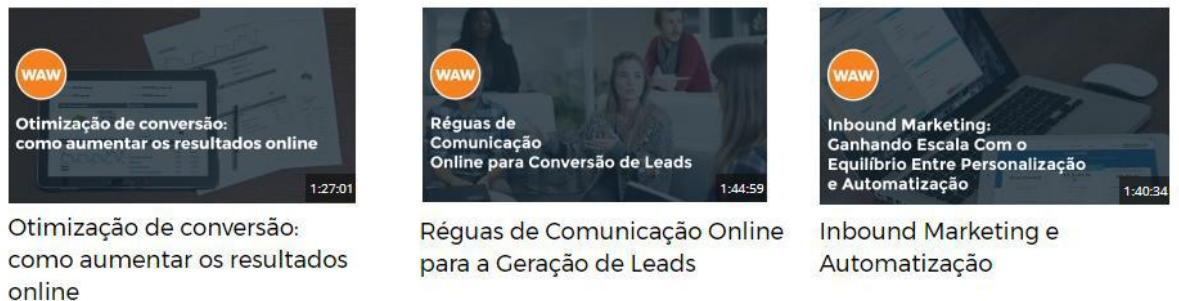 WAW
Otimização de conversão:
como aumentar os resultados online
1:27:01
Otimização de conversão:
como aumentar os resultados
online
WAW
Réguas de
Comunicação
Online para Conversão de Leads
1:44:59
Réguas de Comunicação Online
para a Geração de Leads
WAW
Inbound Marketing:
Ganhando Escala Com o
Equilíbrio Entre Personalização
e Automatização
1:40:34
Inbound Marketing e
Automatização